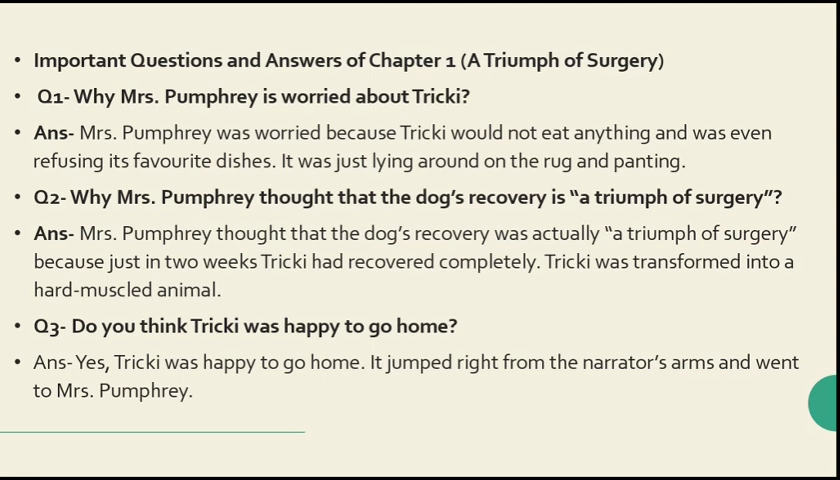 • Important Questions and Answers of Chapter 1 (A Triumph of Surgery)
• Q1- Why Mrs. Pumphrey is worried about Tricki?
• Ans- Mrs. Pumphrey was worried because Tricki would not eat anything and was even
refusing its favourite dishes. It was just lying around on the rug and panting.
• Q2- Why Mrs. Pumphrey thought that the dog’s recovery is “a triumph of surgery”?
• Ans- Mrs. Pumphrey thought that the dog’s recovery was actually “a triumph of surgery”
because just in two weeks Tricki had recovered completely. Tricki was transformed into a
hard-muscled animal.
• Q3- Do you think Tricki was happy to go home?
• Ans- Yes, Tricki was happy to go home. It jumped right from the narrator’s arms and went
to Mrs. Pumphrey.